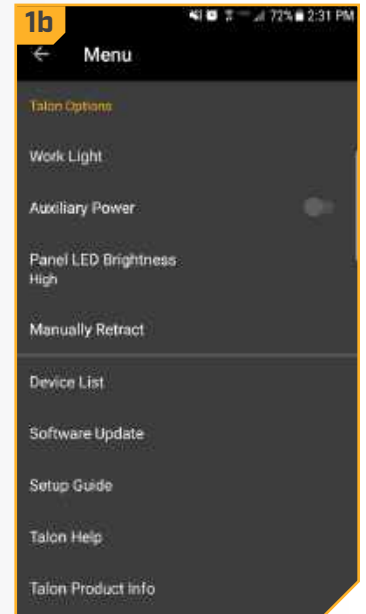 1b
72% 2:31 PM
Menu
Talon Options
Work Light
Auxiliary Power
Panel LED Brightness
High
Manually Retract
Device List
Software Update
Setup Guide
Talon Help
Talon Product Info